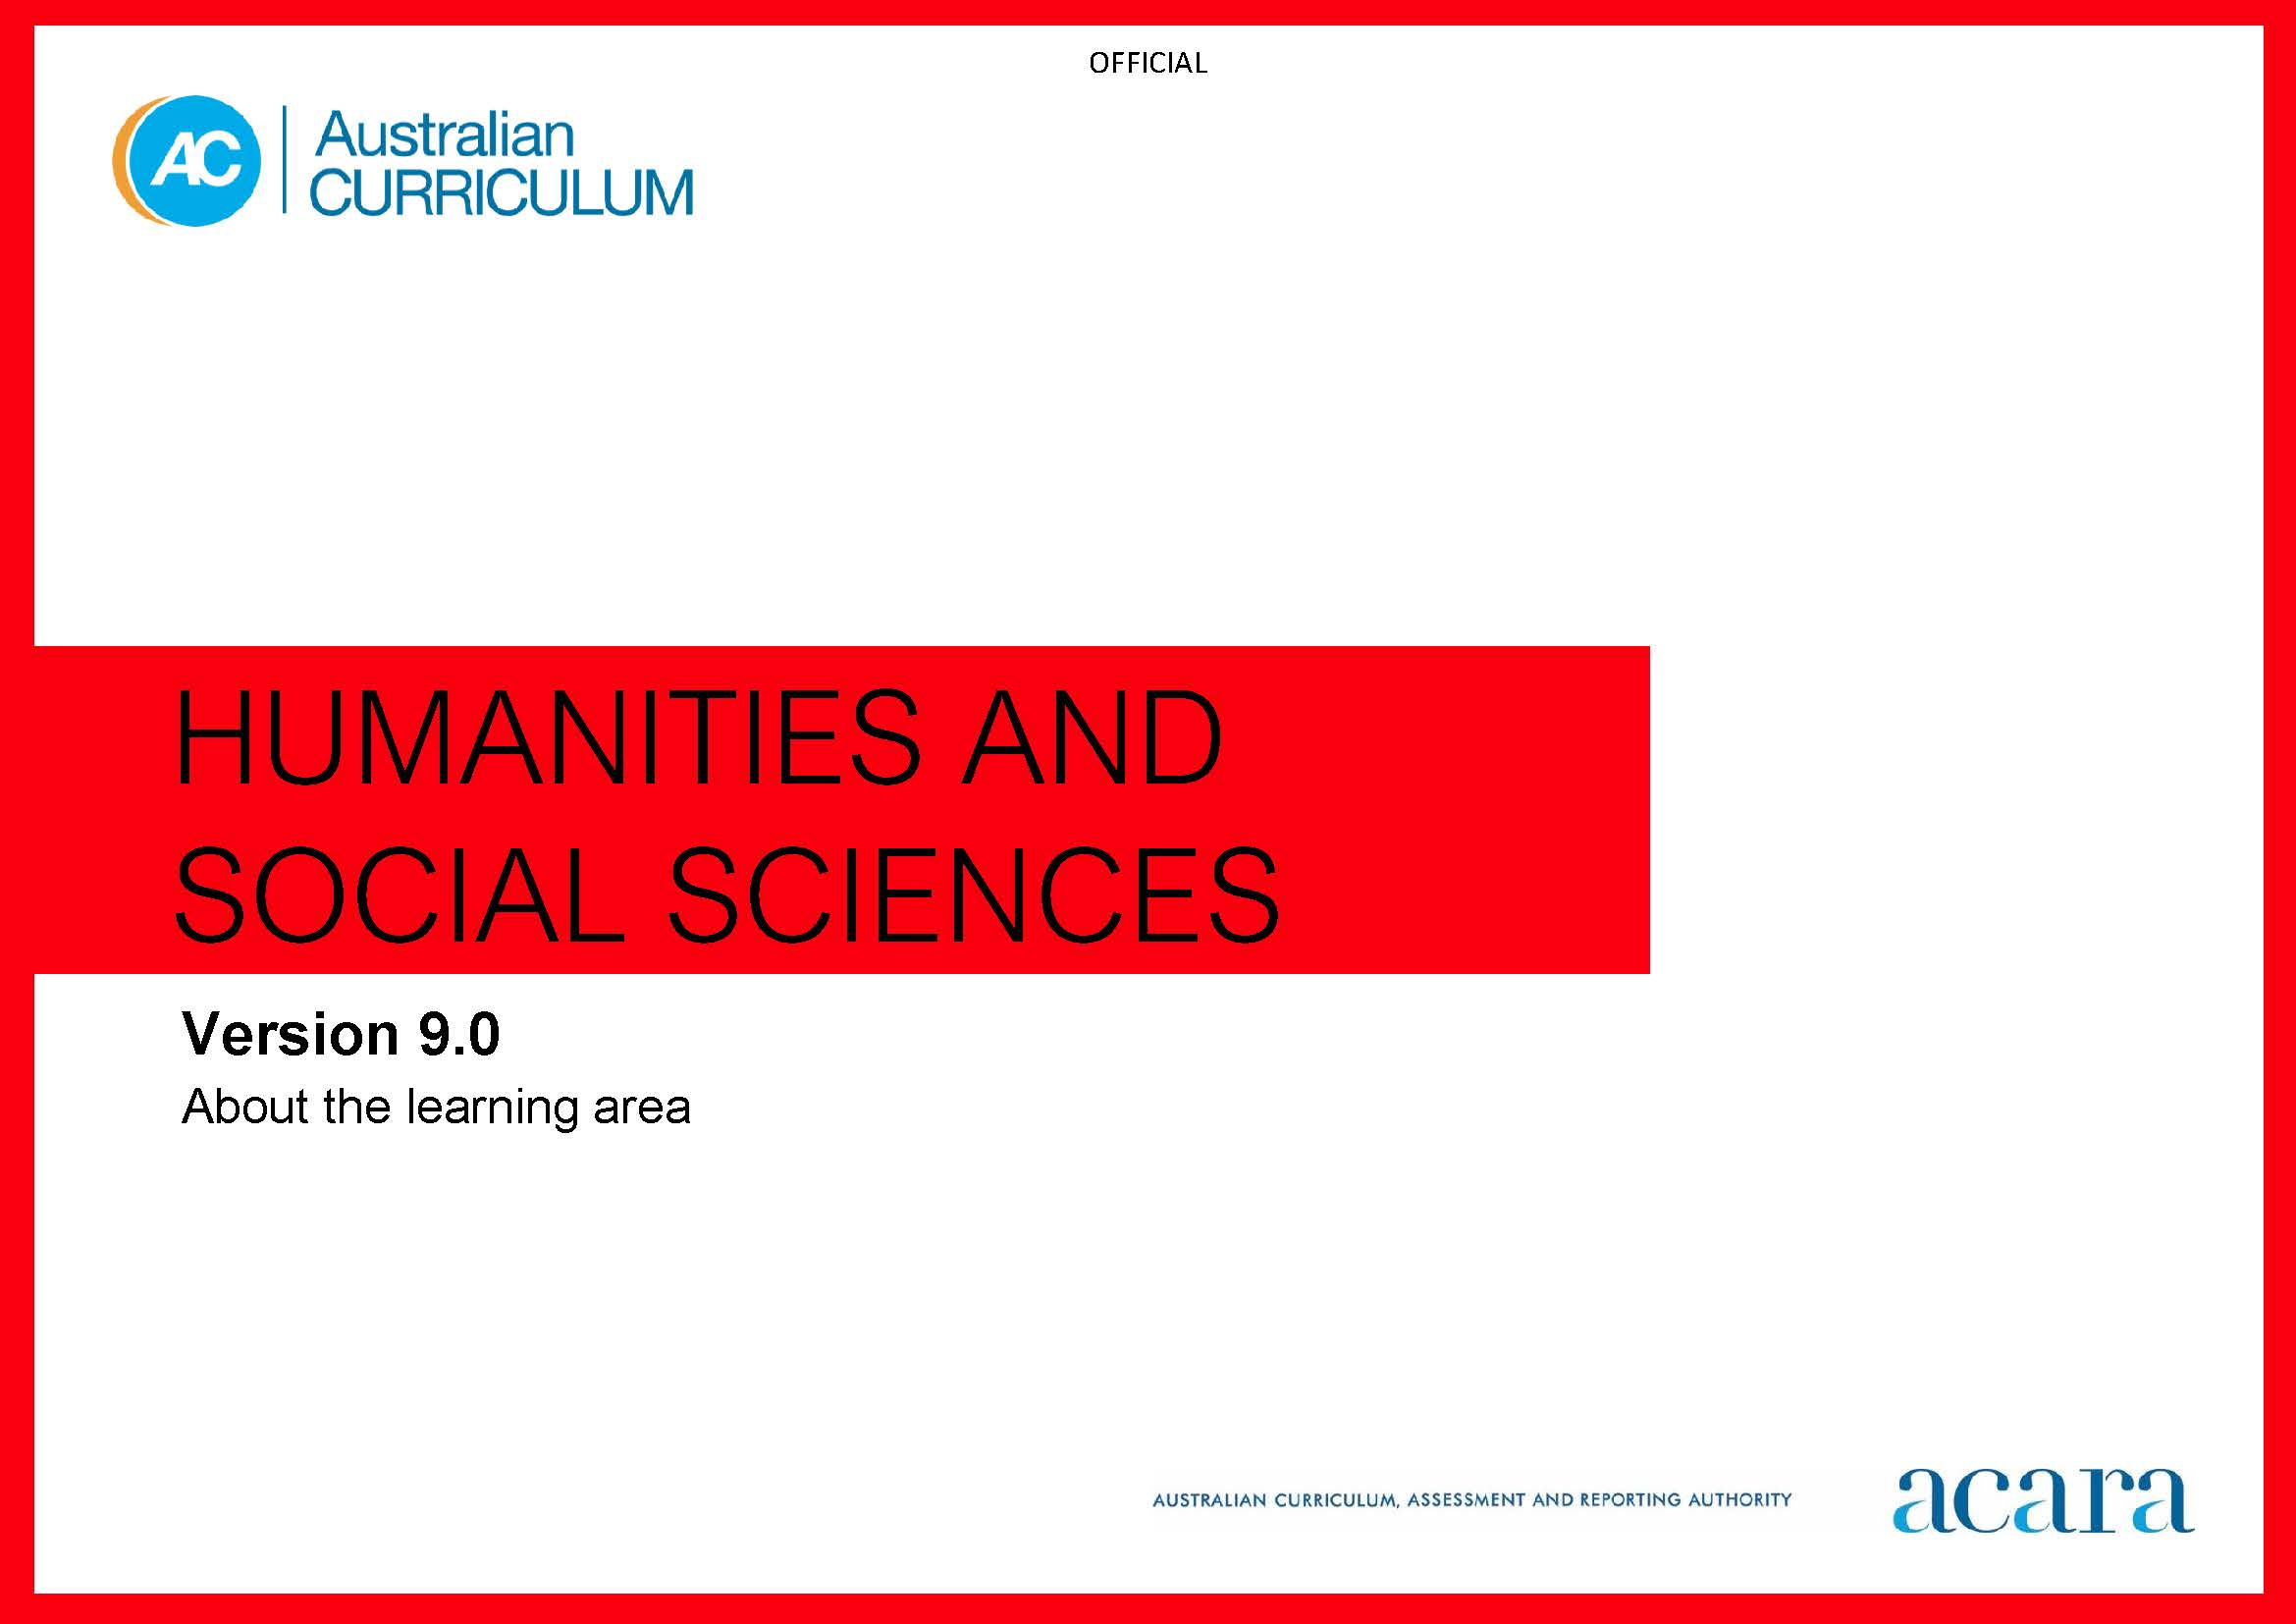 OFFICIAL
AC
Australian
CURRICULUM
HUMANITIES AND
SOCIAL SCIENCES
Version 9.0
About the learning area
AUSTRALIAN CURRICULUM, ASSESSMENT AND REPORTING AUTHORITY
acara